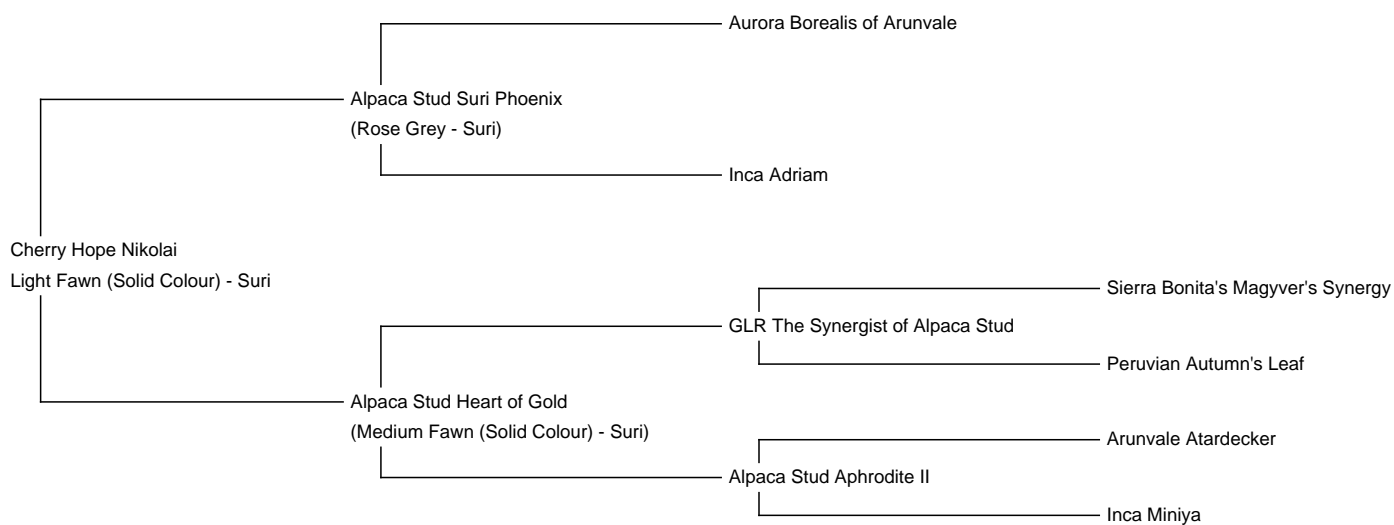 Aurora Borealis of Arunvale
Alpaca Stud Suri Phoenix
(Rose Grey - Suri)
Inca Adriam
Cherry Hope Nikolai
Light Fawn (Solid Colour) - Suri
Sierra Bonita's Magyver's Synergy
GLR The Synergist of Alpaca Stud
Peruvian Autumn's Leaf
Alpaca Stud Heart of Gold
(Medium Fawn (Solid Colour) - Suri)
Arunvale Atardecker
Alpaca Stud Aphrodite II
Inca Miniya